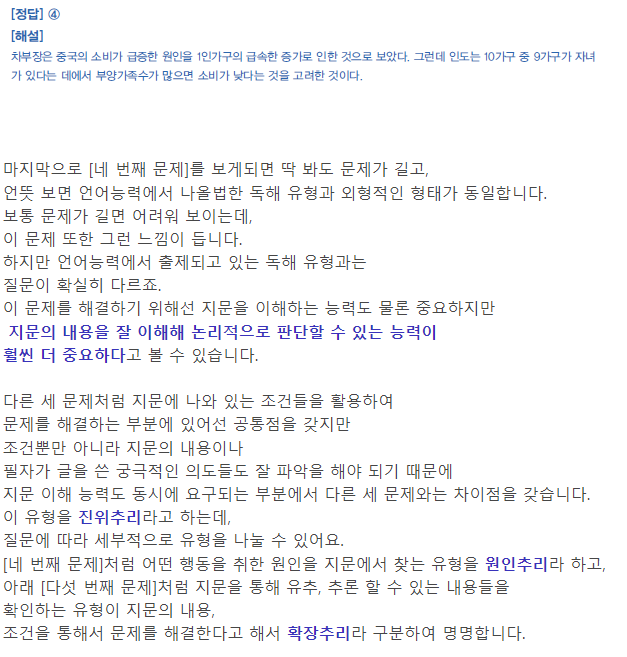 [정답] ④
[해설]
차부장은 중국의 소비가 급증한 원인을 1인가구의 급속한 증가로 인한 것으로 보았다. 그런데 인도는 10가구 중 9가구가 자녀
가 있다는 데에서 부양가족수가 많으면 소비가 낮다는 것을 고려한 것이다.
마지막으로 [네 번째 문제]를 보게되면 딱 봐도 문제가 길고,
언뜻 보면 언어능력에서 나올법한 독해 유형과 외형적인 형태가 동일합니다.
보통 문제가 길면 어려워 보이는데,
이 문제 또한 그런 느낌이 듭니다.
하지만 언어능력에서 출제되고 있는 독해 유형과는
질문이 확실히 다르죠.
이 문제를 해결하기 위해선 지문을 이해하는 능력도 물론 중요하지만
지문의 내용을 잘 이해해 논리적으로 판단할 수 있는 능력이
훨씬 더 중요하다고 볼 수 있습니다.
다른 세 문제처럼 지문에 나와 있는 조건들을 활용하여
문제를 해결하는 부분에 있어선 공통점을 갖지만
조건뿐만 아니라 지문의 내용이나
필자가 글을 쓴 궁극적인 의도들도 잘 파악을 해야 되기 때문에
지문 이해 능력도 동시에 요구되는 부분에서 다른 세 문제와는 차이점을 갖습니다.
이 유형을 진위추리라고 하는데,
질문에 따라 세부적으로 유형을 나눌 수 있어요.
[네 번째 문제]처럼 어떤 행동을 취한 원인을 지문에서 찾는 유형을 원인추리라 하고,
아래 [다섯 번째 문제]처럼 지문을 통해 유추, 추론 할 수 있는 내용들을
확인하는 유형이 지문의 내용,
조건을 통해서 문제를 해결한다고 해서 확장추리라 구분하여 명명합니다.